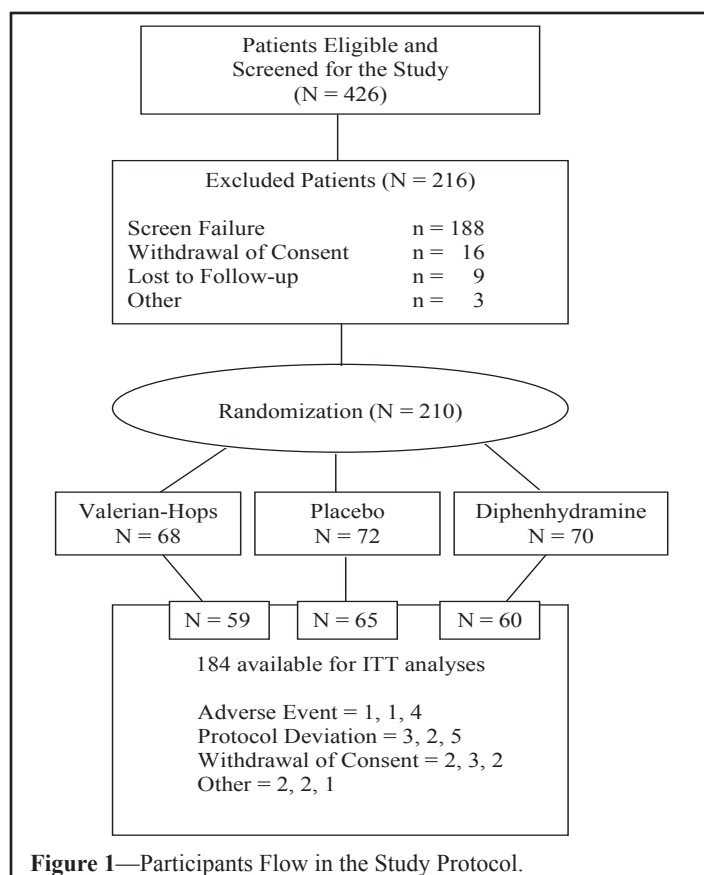 Patients Eligible and
Screened for the Study
(N = 426)
Excluded Patients (N = 216)
Screen Failure n = 188
Withdrawal of Consent n = 16
Lost to Follow-up n = 9
Other n = 3
Randomization (N = 210)
Valerian-Hops
N = 68
Placebo
N = 72
Diphenhydramine
N = 70
N = 59
N = 65
N = 60
184 available for ITT analyses
Adverse Event = 1, 1, 4
Protocol Deviation = 3, 2, 5
Withdrawal of Consent = 2, 3, 2
Other = 2, 2, 1
Figure 1—Participants Flow in the Study Protocol.